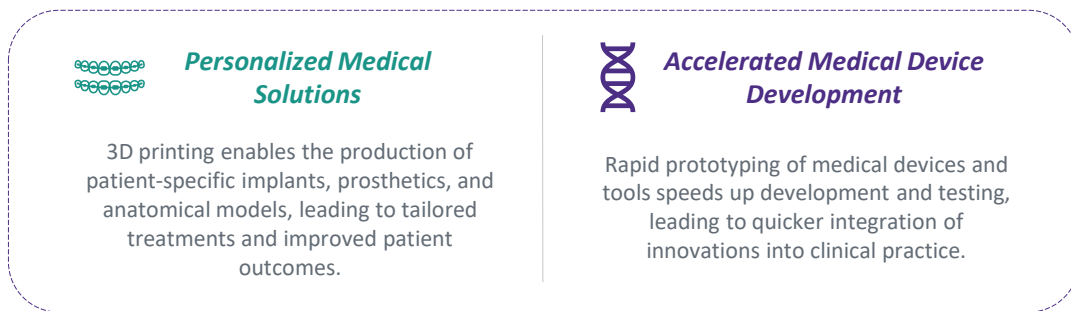 Personalized Medical
Solutions
3D printing enables the production of
patient-specific implants, prosthetics, and
anatomical models, leading to tailored
treatments and improved patient
outcomes.
Accelerated Medical Device
Development
Rapid prototyping of medical devices and
tools speeds up development and testing,
leading to quicker integration of
innovations into clinical practice.